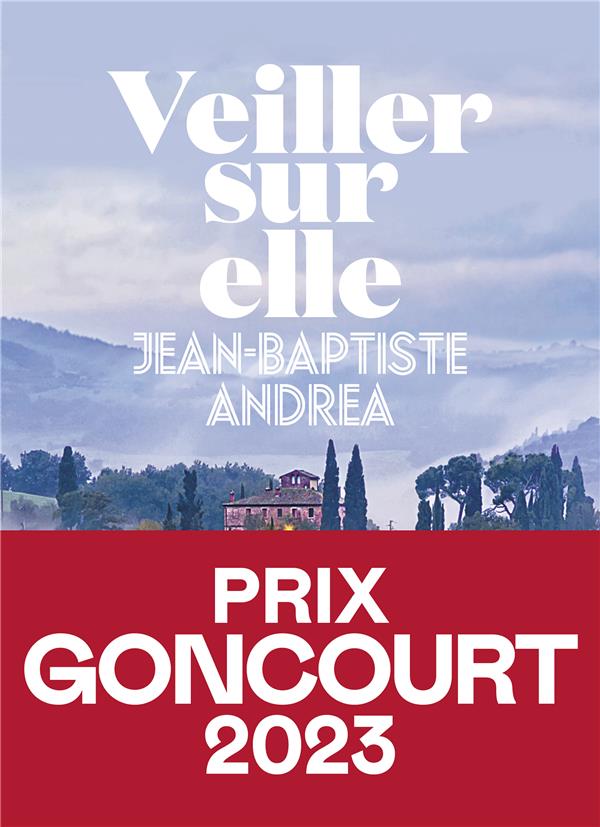 Veiller
sur
elle
JEAN-BAPTISTE
ANDREA
PRIX
GONCOURT
2023